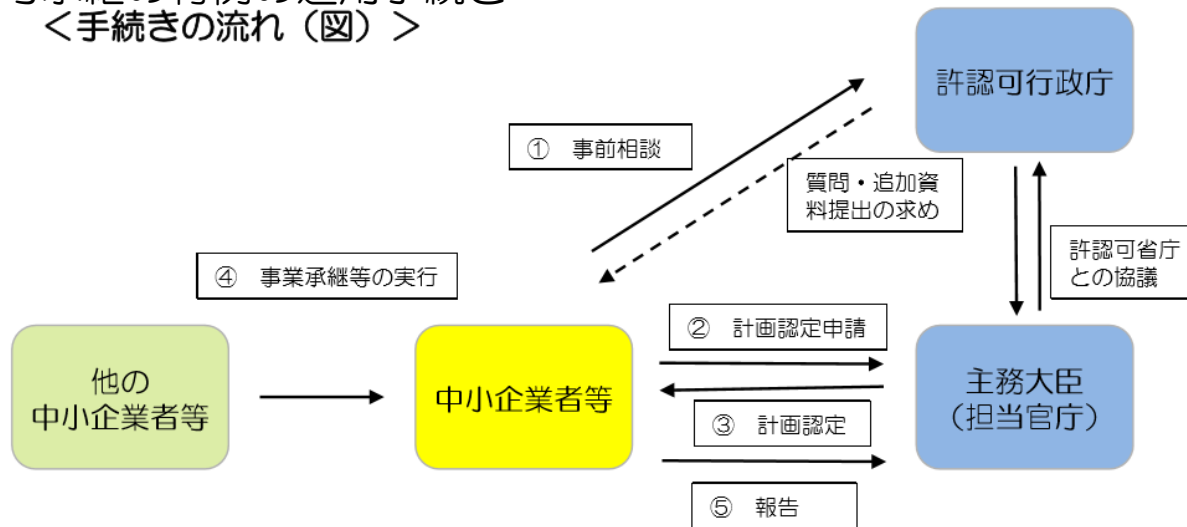 ＜手続きの流れ（図）＞
許認可行政庁
① 事前相談
質問・追加資
料提出の求め
許認可省庁
との協議
④ 事業承継等の実行
② 計画認定申請
他の
中小企業者等
中小企業者等
主務大臣
（担当官庁）
③ 計画認定
⑤ 報告